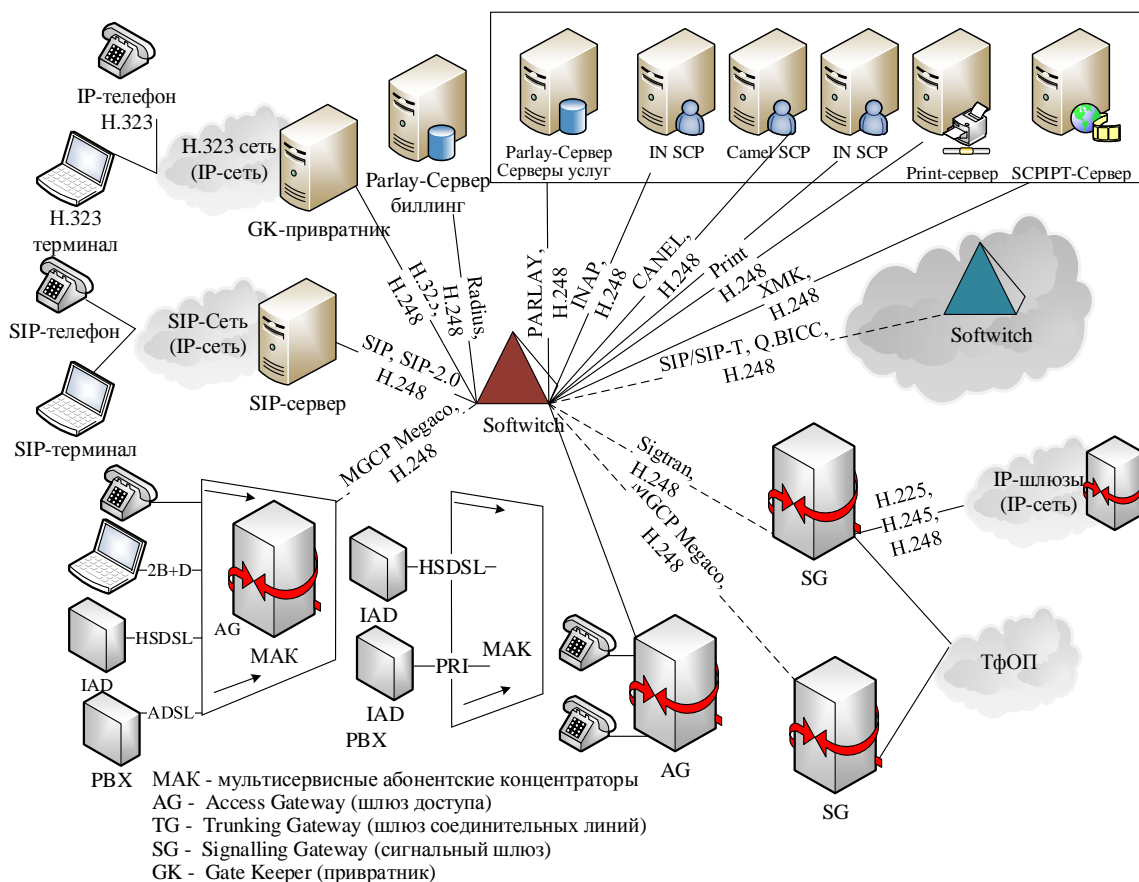 IP-телефон
H.323
H.323 сеть
(IP-сеть)
H.323
терминал
GK-привратник
Parlay-Сервер
биллинг
Parlay-Сервер
Серверы услуг
IN SCP
Camel SCP
IN SCP
Print-сервер
SCPIPT-Сервер
H.323,
H.248
Radius,
H.248
PARLAY,
H.248
INAP,
H.248
CANEL,
H.248
Print
H.248
XMK,
H.248
SIP/SIP-T, Q.BICC,
H.248
Softwitch
SIP-телефон
SIP-Сеть
(IP-сеть)
SIP-терминал
SIP-сервер
SIP, SIP-2.0
H.248
Softwitch
MGCP Megaco,
H.248
Sigtran,
H.248
MGCP Megaco,
H.248
SG
H.225,
H.245,
H.248
IP-шлюзы
(IP-сеть)
2B+D
HSDSL
IAD
ADSL
PBX
AG
МАК
HSDSL
IAD
PRI
МАК
IAD
PBX
AG
SG
ТфОП
МАК - мультисервисные абонентские концентраторы
AG - Access Gateway (шлюз доступа)
TG - Trunking Gateway (шлюз соединительных линий)
SG - Signalling Gateway (сигнальный шлюз)
GK - Gate Keeper (привратник)